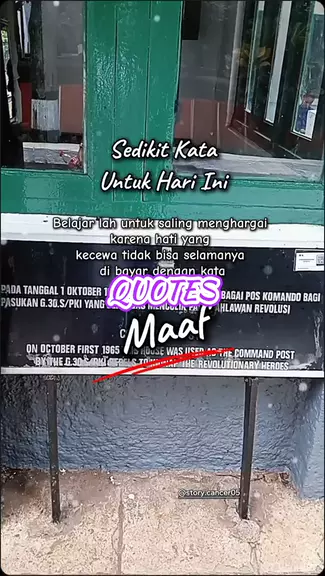 Sedikit Kata
Untuk Hari Ini
Belajar lah untuk saling menghargai
karena hati yang
kecewa tidak bisa selamanya
di bayar dengan kata
QUOTES
Maaf
PADA TANGGAL 1 OKTOBER BAGAI POS KOMANDO BAGI
PASUKAN G.30.S/PKI YANG PAHLAWAN REVOLUSI
ON OCTOBER FIRST 1965 HOUSE WAS USED AS THE COMMAND POST
BY THE G.30 THE REVOLUTIONARY HEROES
@story.cancer05